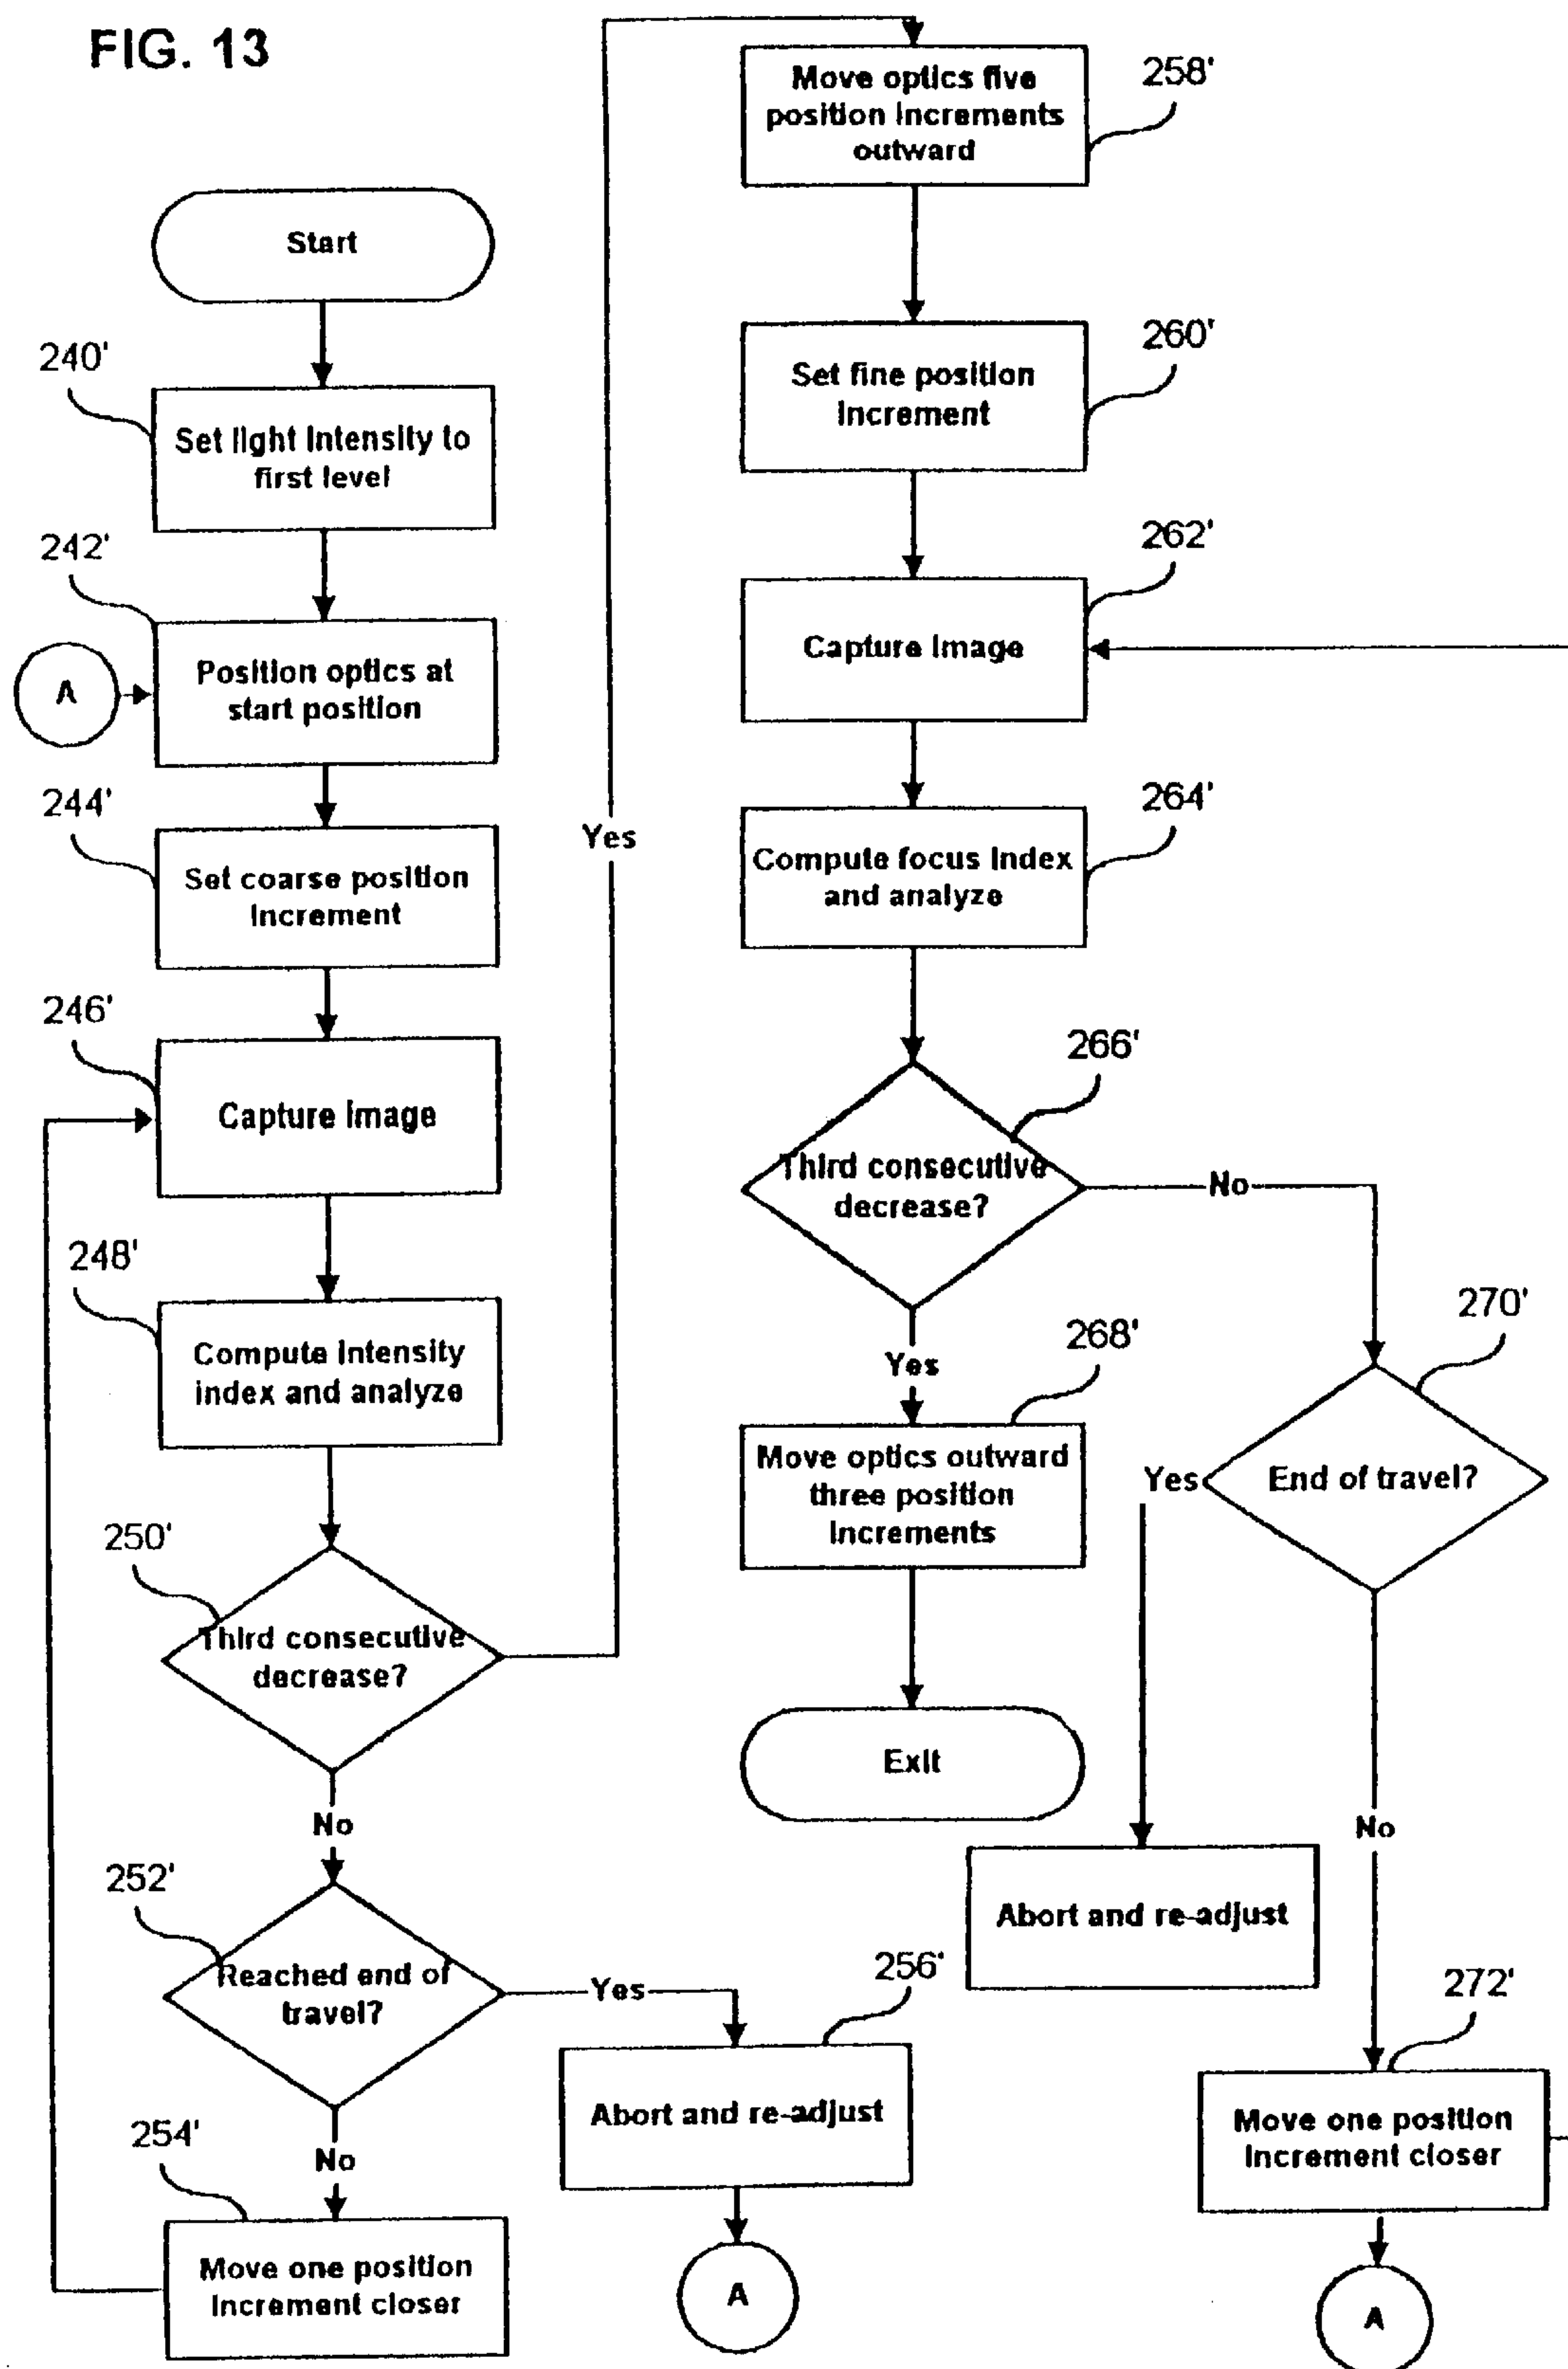 FIG. 13
Start
240'
Set light Intensity to
first level
242'
A
Position optics at
start position
244'
Set coarse position
Increment
246'
Capture Image
248'
Compute Intensity
index and analyze
250'
Third consecutive
decrease?
Yes
No
252'
Reached end of
travel?
Yes
256'
Abort and re-adjust
A
No
254'
Move one position
Increment closer
258'
Move optics five
position Increments
outward
260'
Set fine position
Increment
262'
Capture Image
264'
Compute focus Index
and analyze
266'
Third consecutive
decrease?
No
Yes
268'
Move optics outward
three position
Increments
Exit
270'
End of travel?
Yes
Abort and re-adjust
No
272'
Move one position
Increment closer
A